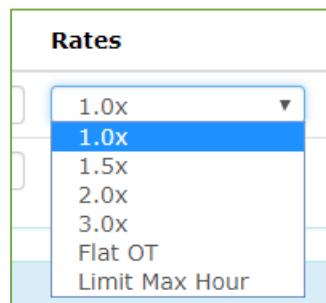 Rates
1.0x
1.0x
1.5x
2.0x
3.0x
Flat OT
Limit Max Hour